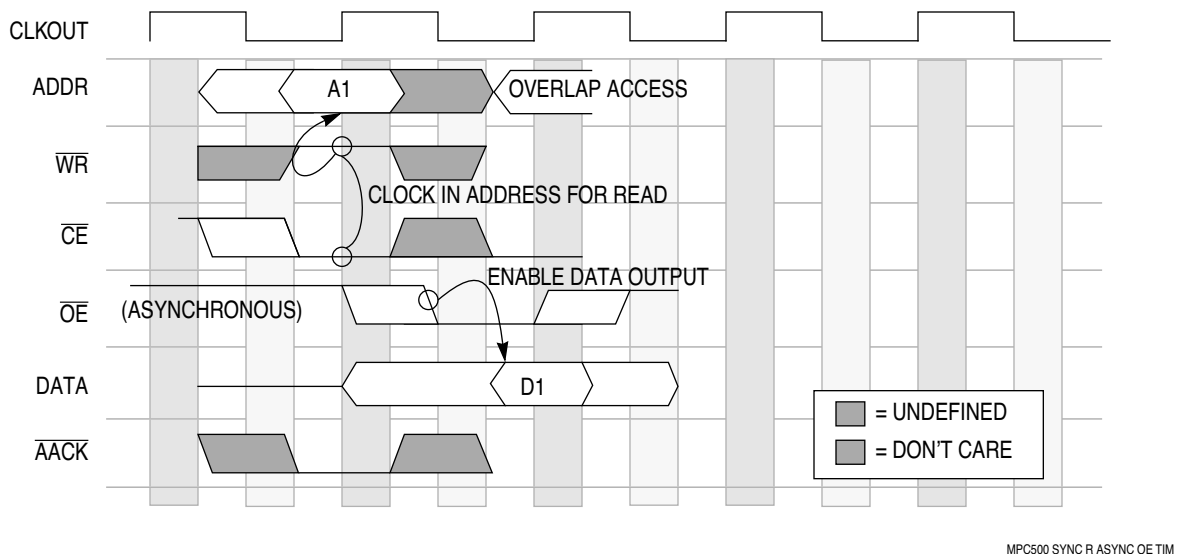 CLKOUT
ADDR
A1
OVERLAP ACCESS
WR
CLOCK IN ADDRESS FOR READ
CE
ENABLE DATA OUTPUT
OE
(ASYNCHRONOUS)
DATA
D1
= UNDEFINED
AACK
= DON'T CARE
MPC500 SYNC R ASYNC OE TIM